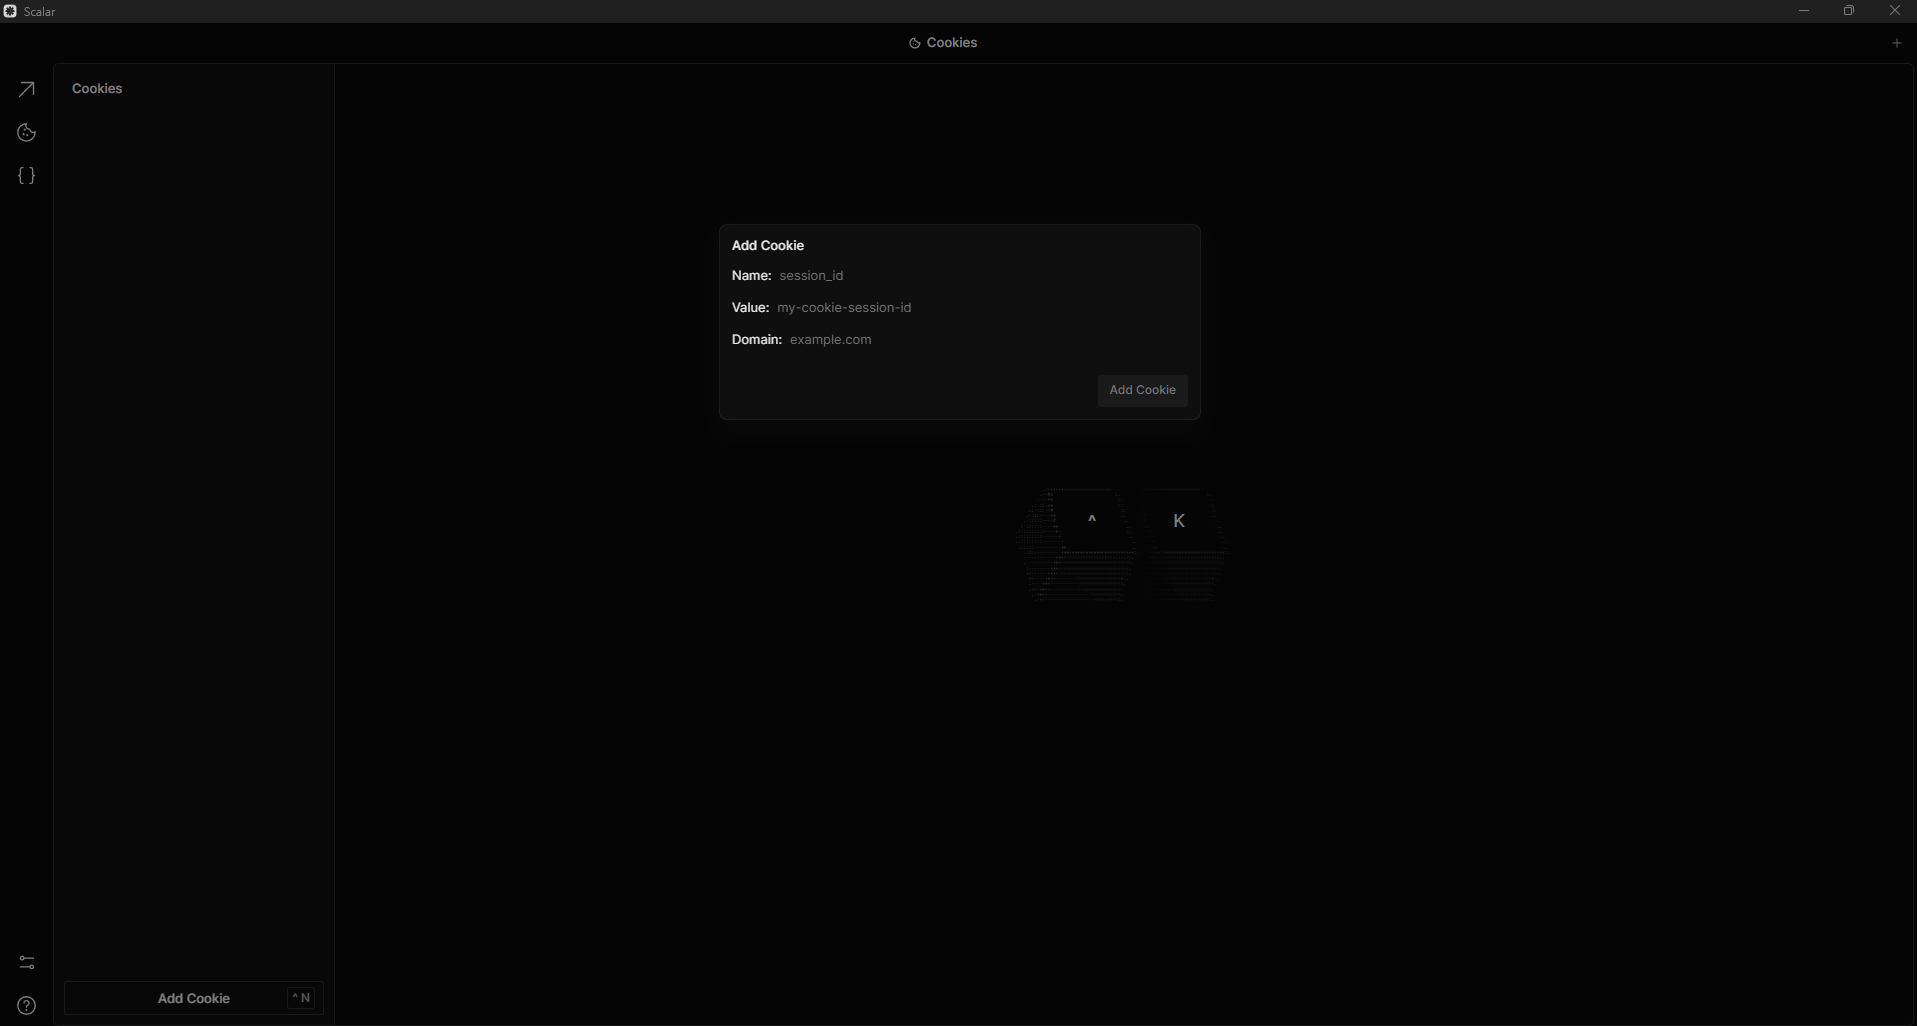 Scalar
Cookies
Cookies
Add Cookie
Name: session_id
Value: my-cookie-session-id
Domain: example.com
Add Cookie
^ K
Add Cookie ^ N